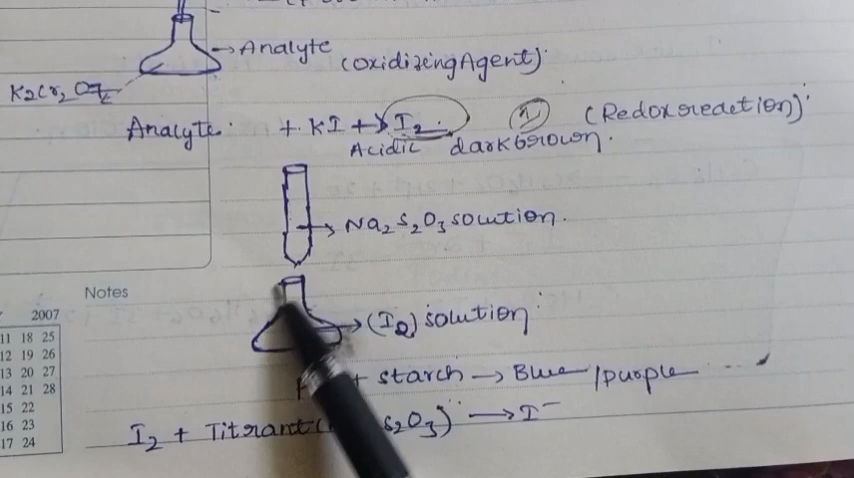 → Analyte (oxidizing Agent)
K2Cr2O7
Analyte + KI + → I2 (Redox reaction)
Acidic dark brown.
→ Na2S2O3 solution.
Notes
→ (I2) solution
2007
11 18 25
12 19 26
13 20 27
14 21 28
15 22
16 23
17 24
+ starch → Blue/purple
I2 + Titrant( S2O3) → I⁻